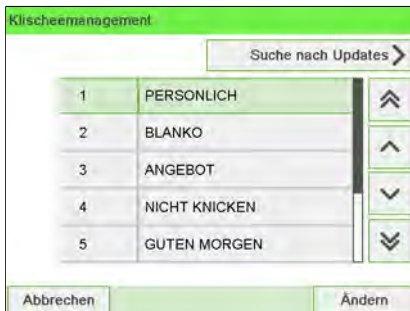 Klischeemanagement
Suche nach Updates
1 PERSONLICH
2 BLANKO
3 ANGEBOT
4 NICHT KNICKEN
5 GUTEN MORGEN
Abbrechen Ändern